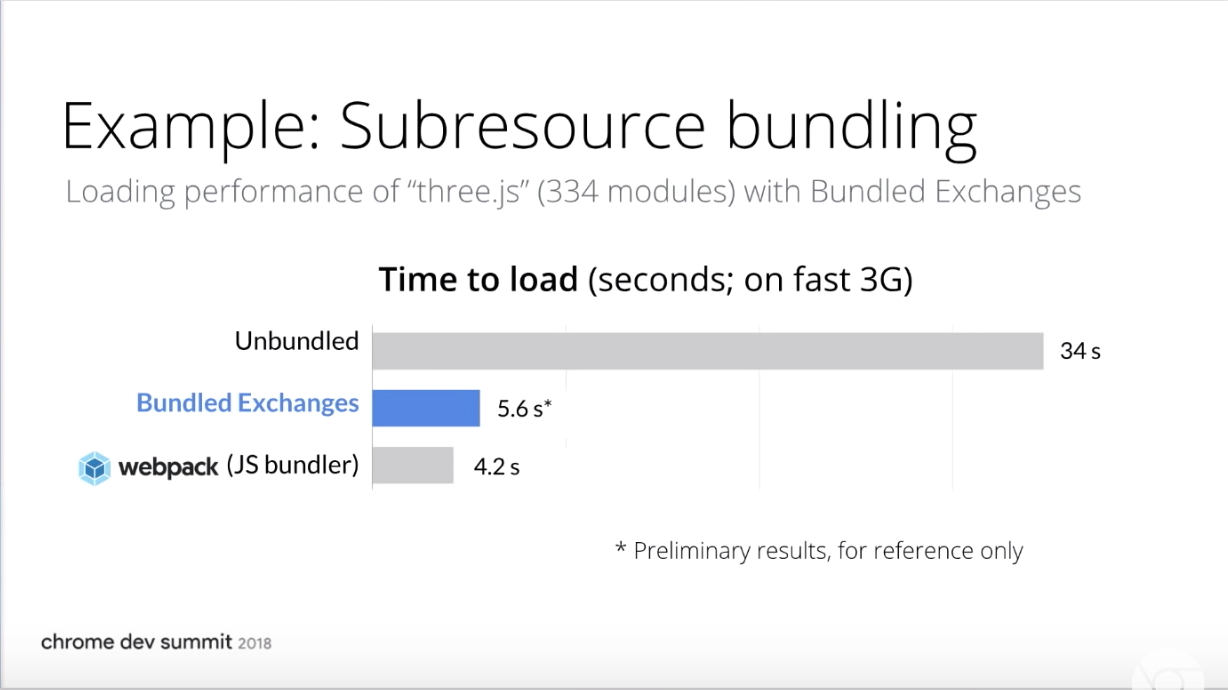 Example: Subresource bundling
Loading performance of “three.js” (334 modules) with Bundled Exchanges
Time to load (seconds; on fast 3G)
Unbundled 34 s
Bundled Exchanges 5.6 s*
webpack (JS bundler) 4.2 s
* Preliminary results, for reference only
chrome dev summit 2018